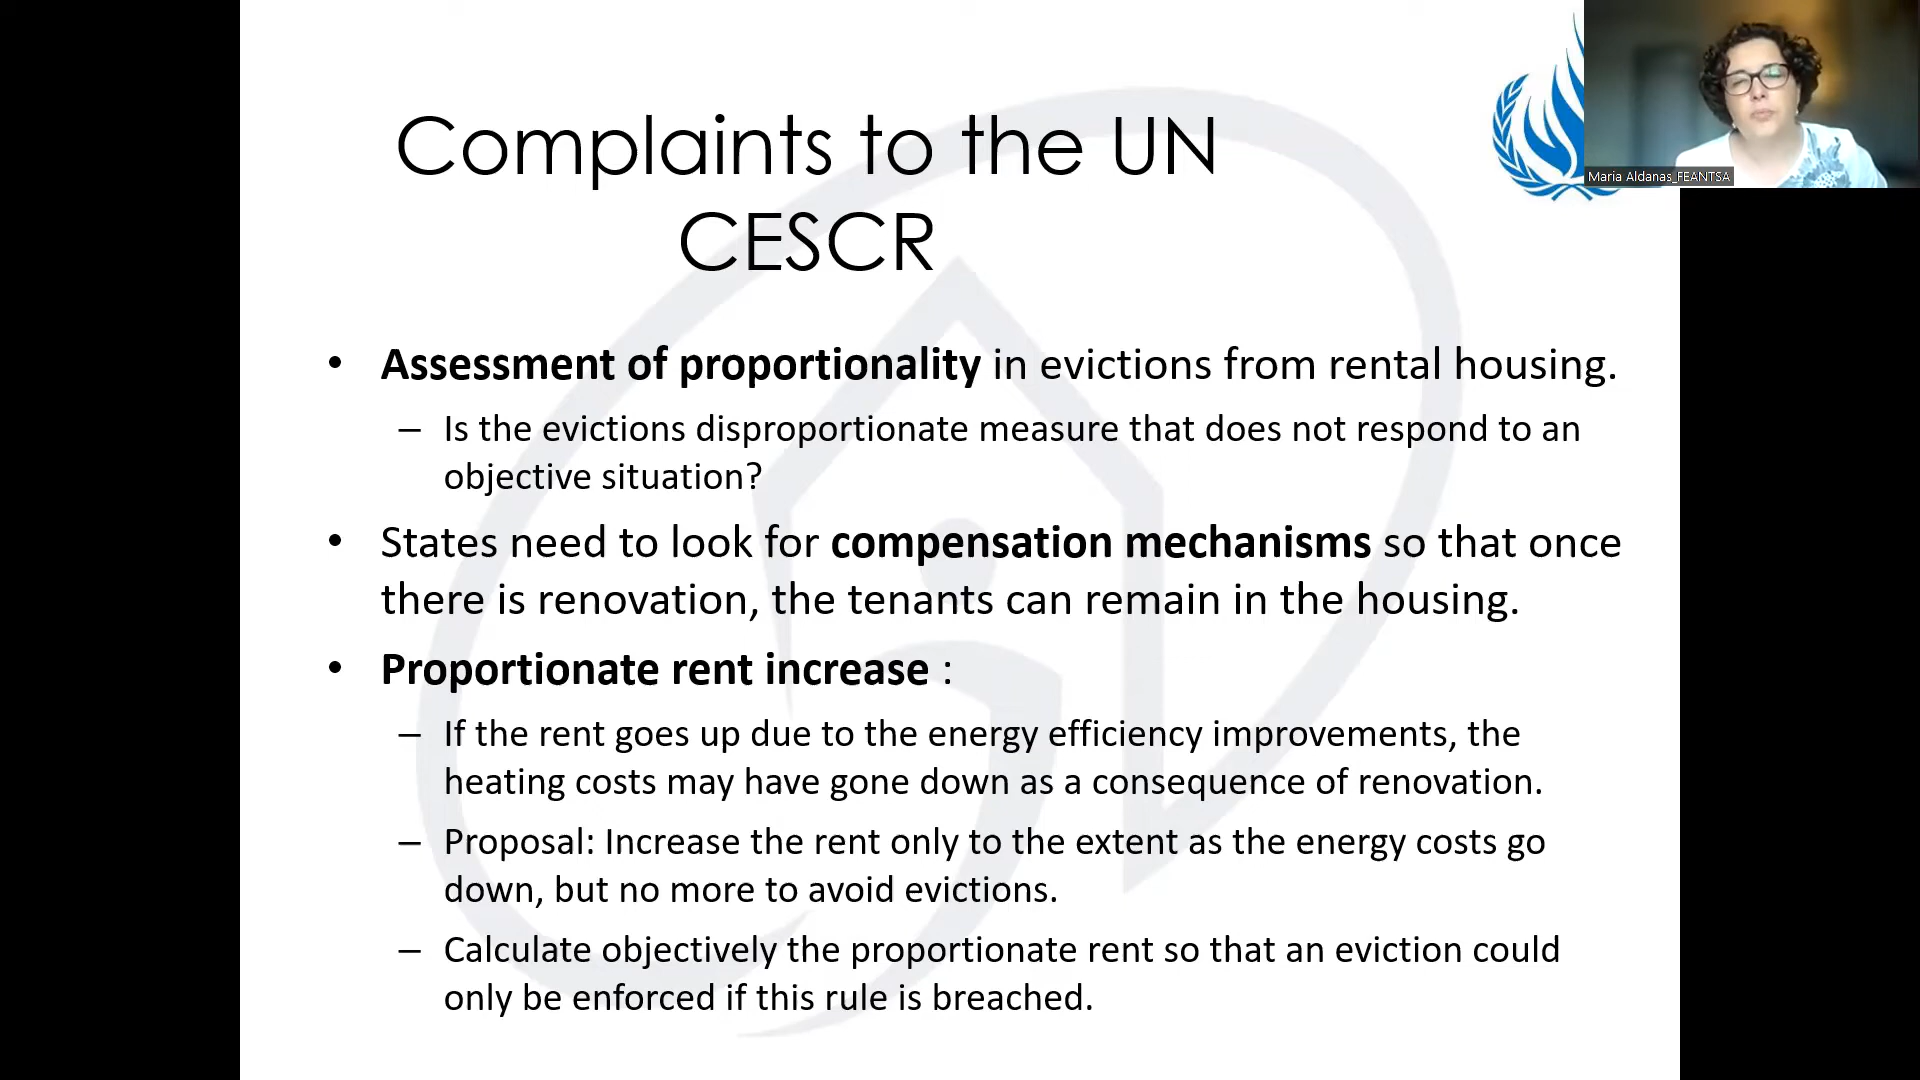 Complaints to the UN
CESCR
Maria Aldanas_FEANTSA
• Assessment of proportionality in evictions from rental housing.
– Is the evictions disproportionate measure that does not respond to an
objective situation?
• States need to look for compensation mechanisms so that once
there is renovation, the tenants can remain in the housing.
• Proportionate rent increase :
– If the rent goes up due to the energy efficiency improvements, the
heating costs may have gone down as a consequence of renovation.
– Proposal: Increase the rent only to the extent as the energy costs go
down, but no more to avoid evictions.
– Calculate objectively the proportionate rent so that an eviction could
only be enforced if this rule is breached.